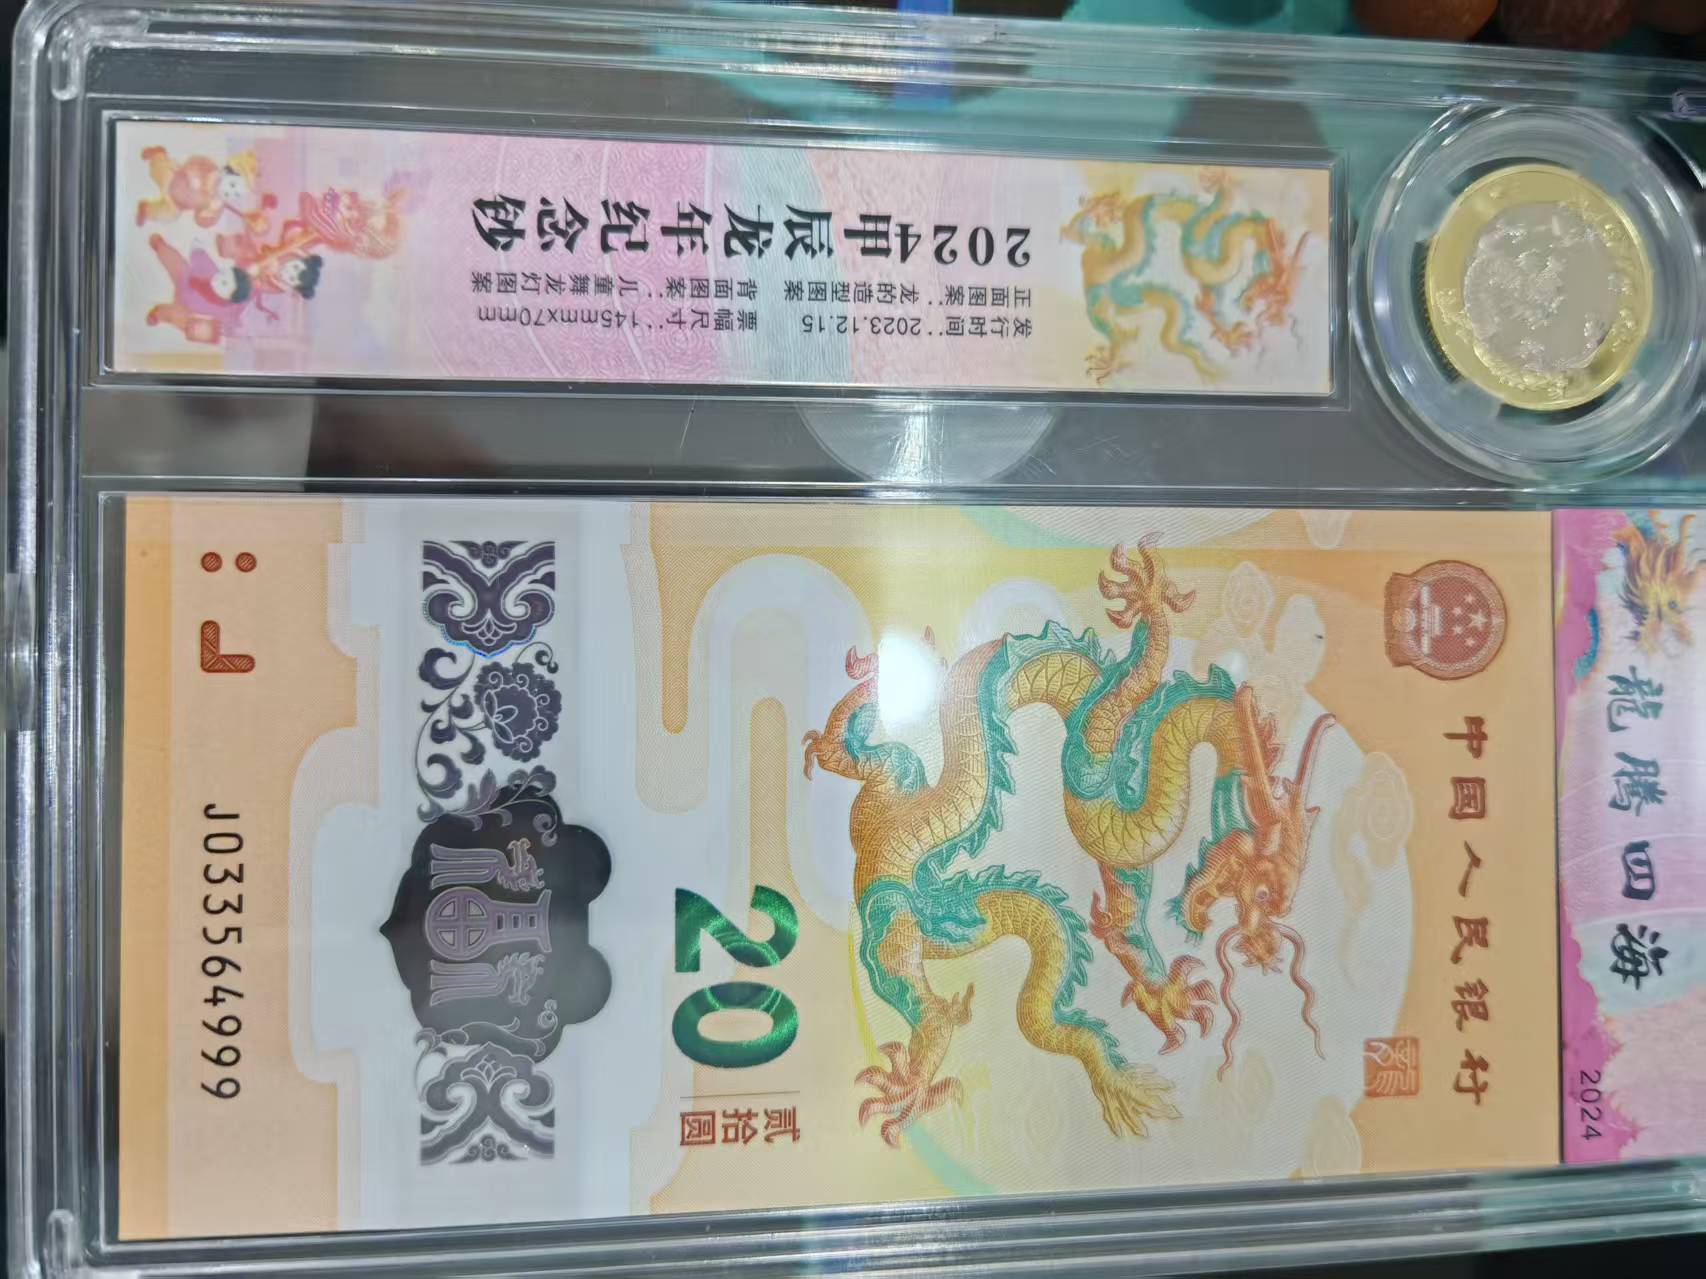 2024甲辰龙年纪念钞
发行时间：2023.12.15 票幅尺寸：145mmx70mm
正面图案：龙的造型图案 背面图案：儿童舞龙灯图案
中国人民银行
20
贰拾圆
J033564999
龍腾四海
2024